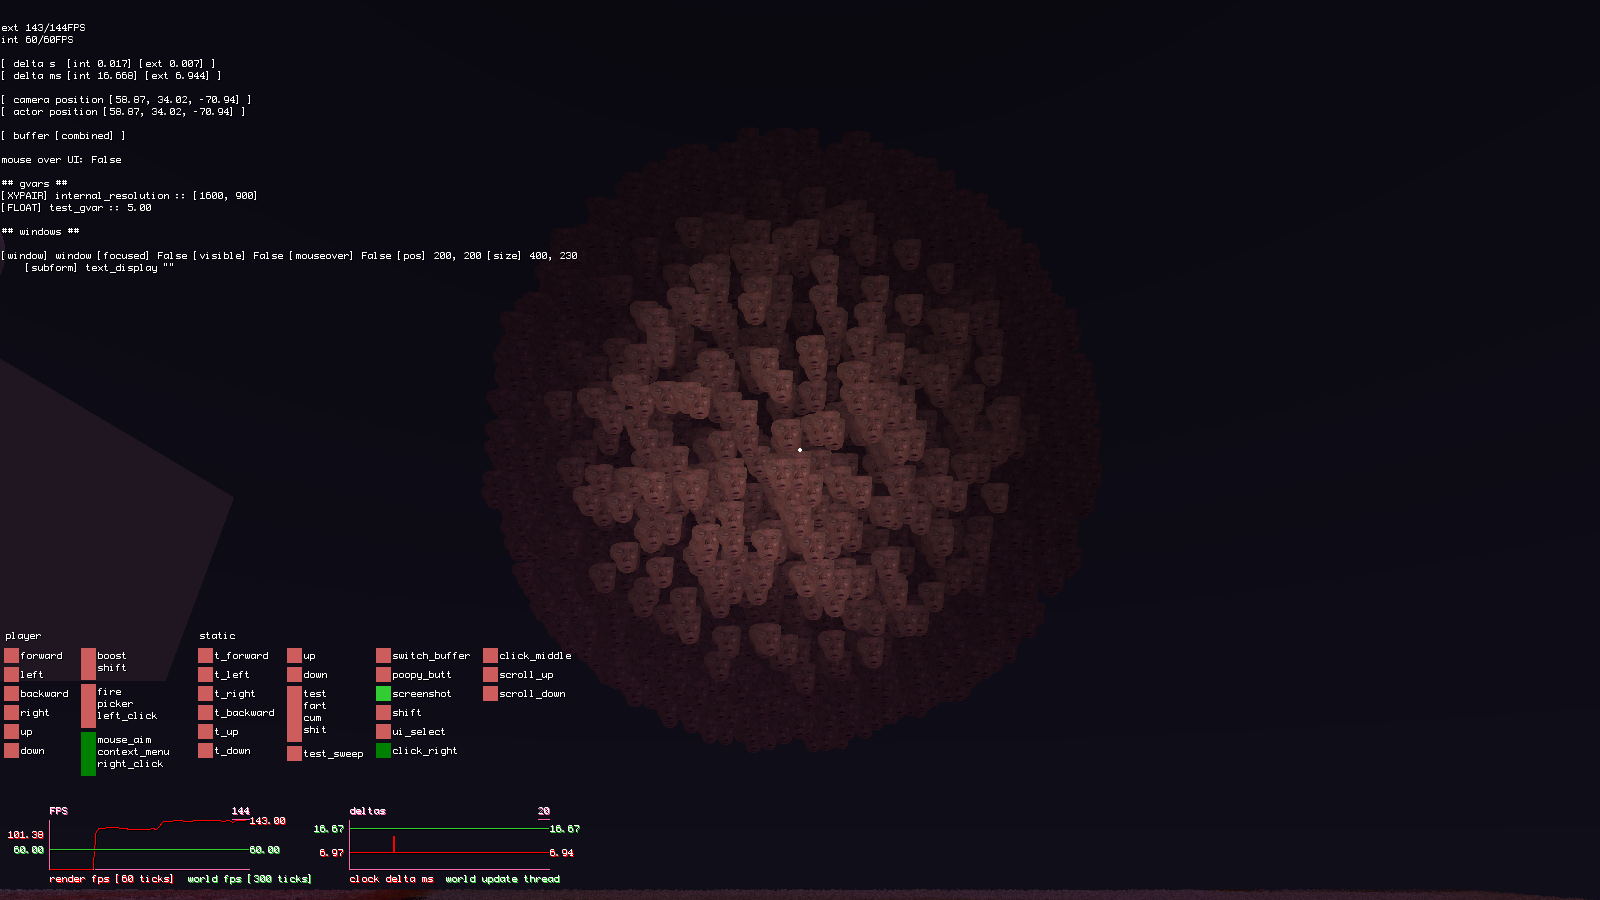 ext 143/144FPS
int 60/60FPS
[ delta s  [int 0.017] [ext 0.007] ]
[ delta ms [int 16.668] [ext 6.944] ]
[ camera position [58.87, 34.02, -70.94] ]
[ actor position [58.87, 34.02, -70.94] ]
[ buffer [combined] ]
mouse over UI: False
## gvars ##
[XYPAIR] internal_resolution :: [1600, 900]
[FLOAT] test_gvar :: 5.00
## windows ##
[window] window [focused] False [visible] False [mouseover] False [pos] 200, 200 [size] 400, 230
[subform] text_display ""
player
forward
left
backward
right
up
down
boost
shift
fire
picker
left_click
mouse_aim
context_menu
right_click
static
t_forward
t_left
t_right
t_backward
t_up
t_down
up
down
test
fart
cum
shit
test_sweep
switch_buffer
poopy_butt
screenshot
shift
ui_select
click_right
click_middle
scroll_up
scroll_down
FPS 144
143.00
101.38
60.00 60.00
render fps [60 ticks] world fps [300 ticks]
deltas 20
16.67 16.67
6.97 6.94
clock delta ms world update thread